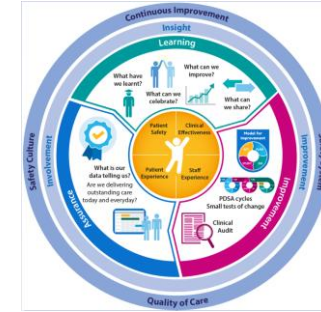 Continuous Improvement
Insight
Learning
What have
we learnt?
What can we
improve?
What can we
celebrate?
What can
we share?
Patient
Safety
Clinical
Effectiveness
Patient
Experience
Staff
Experience
Safety Culture
Involvement
Assurance
What is our
data telling us?
Are we delivering
outstanding care
today and everyday?
Model for
Improvement
PDSA cycles
Small tests of change
Clinical
Audit
Improvement
Improvement
Quality of Care